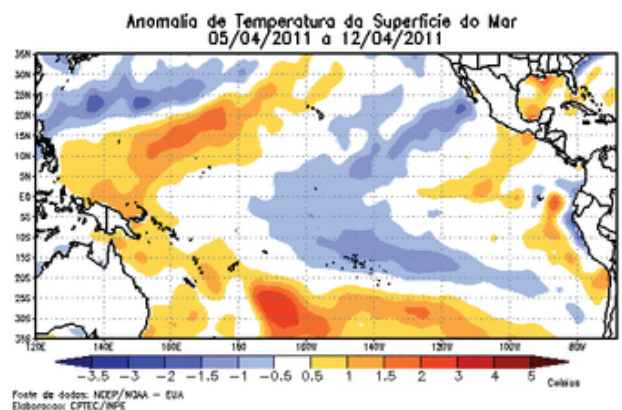 Anomalia de Temperatura da Superfície do Mar
05/04/2011 a 12/04/2011
35N
30N
25N
20N
15N
10N
5N
EQ
5S
10S
15S
20S
25S
30S
35S
120E 140E 160E 180 160W 140W 120W 100W 80W
-3.5 -3 -2 -1.5 -1 -0.5 0.5 1 1.5 2 3 4 5 Celsius
Fonte de dados: NCEP/NOAA - EUA
Elaboracao: CPTEC/INPE